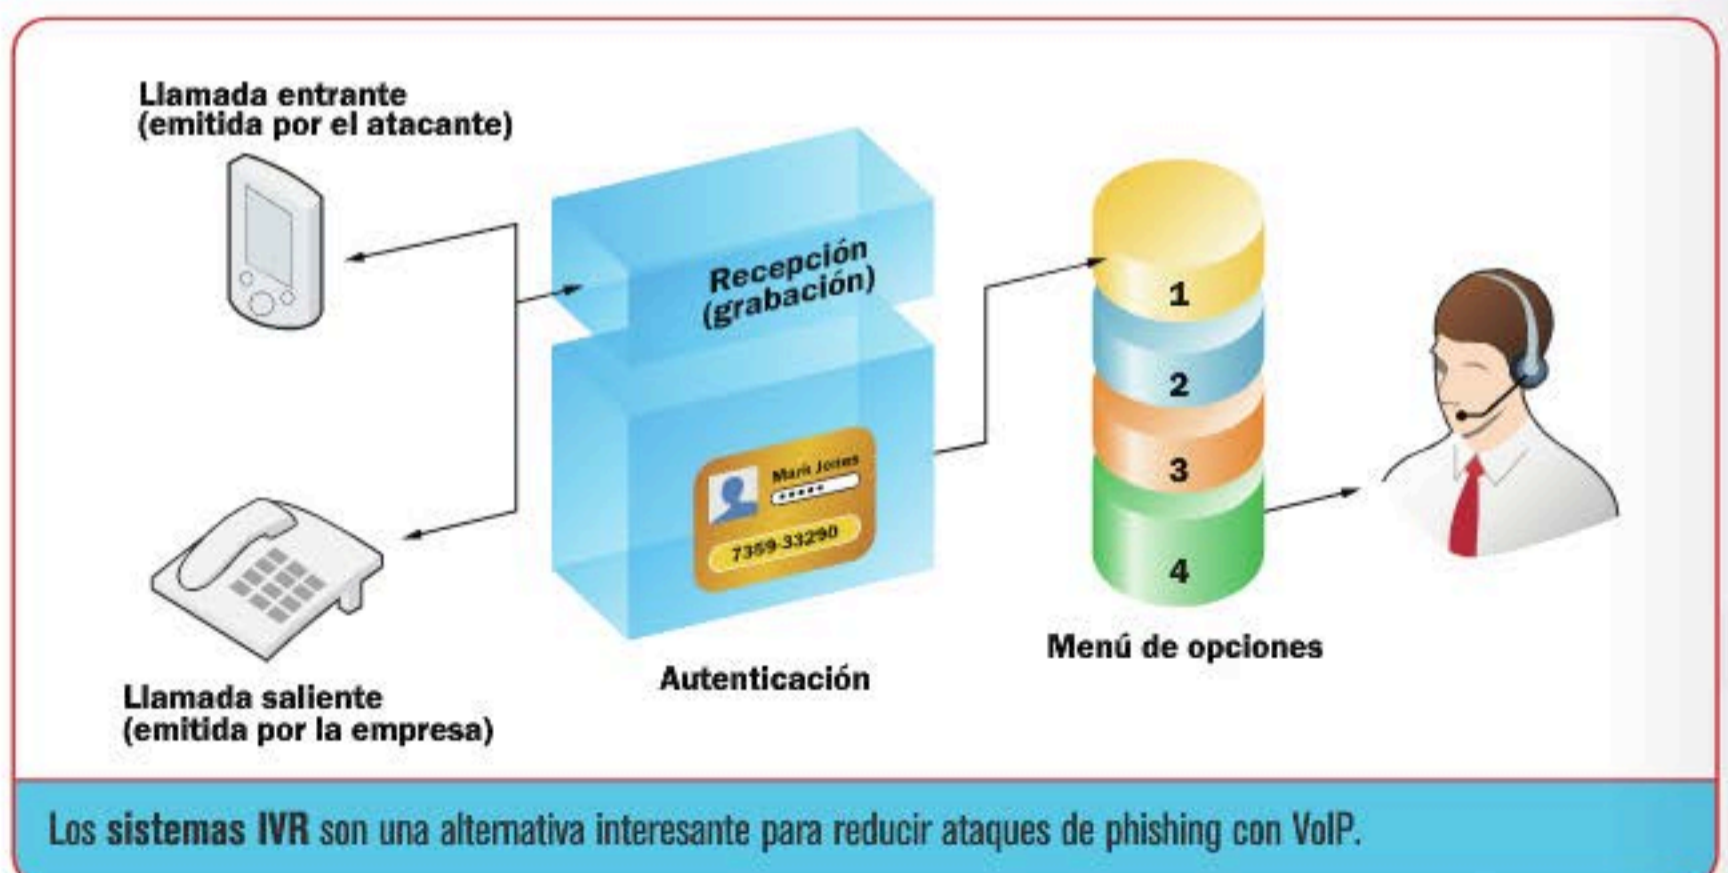 Llamada entrante
(emitida por el atacante)
Recepción
(grabación)
Mark Jones
*****
7359-33290
Autenticación
Llamada saliente
(emitida por la empresa)
1
2
3
4
Menú de opciones
Los sistemas IVR son una alternativa interesante para reducir ataques de phishing con VoIP.